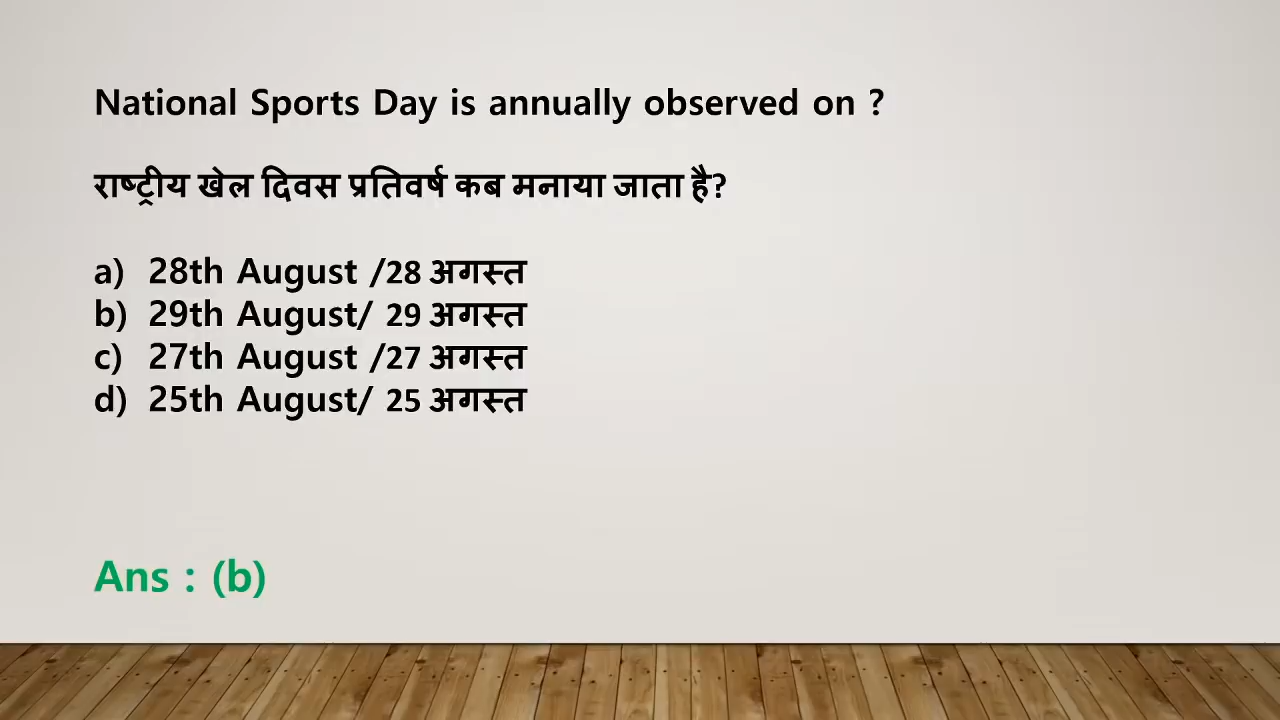 National Sports Day is annually observed on ?
राष्ट्रीय खेल दिवस प्रतिवर्ष कब मनाया जाता है?
a) 28th August /28 अगस्त
b) 29th August/ 29 अगस्त
c) 27th August /27 अगस्त
d) 25th August/ 25 अगस्त
Ans : (b)